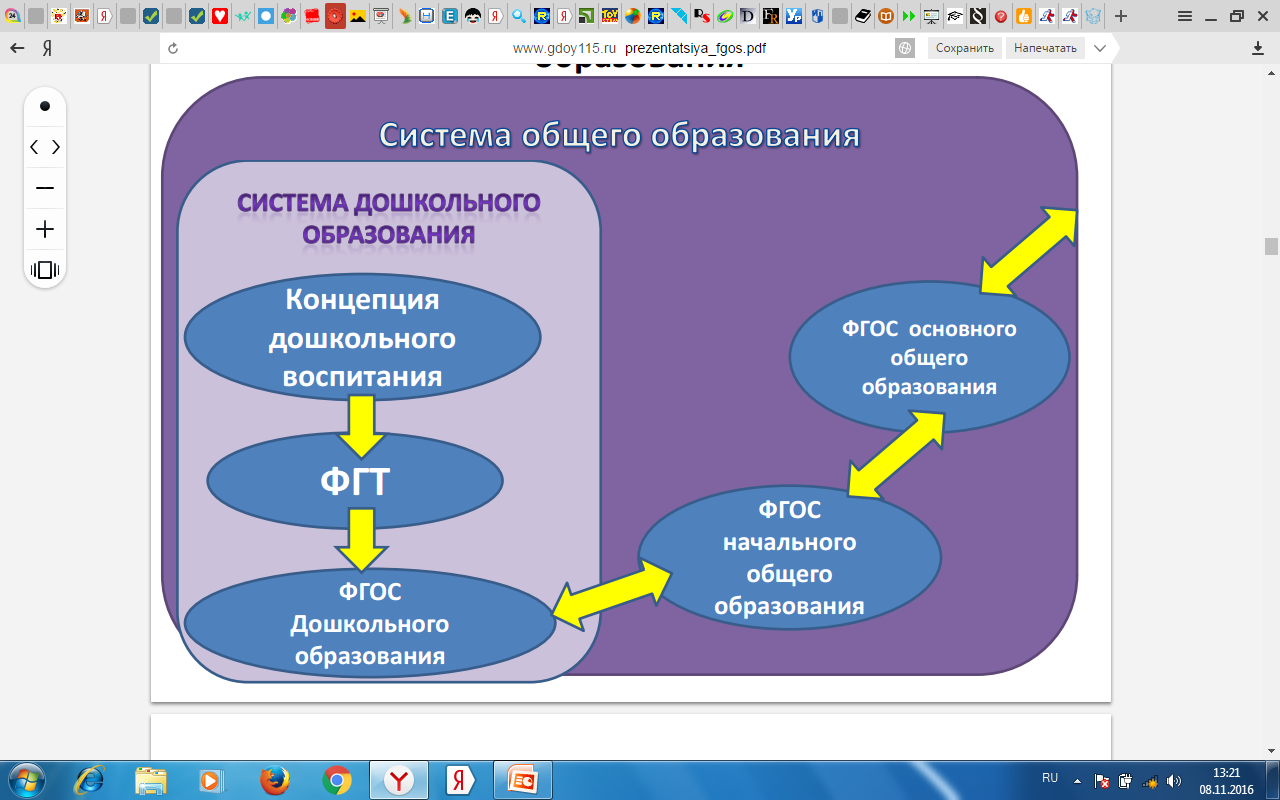 www.gdoy115.ru prezentatsiya_fgos.pdf
Сохранить
Напечатать
образования
Система общего образования
СИСТЕМА ДОШКОЛЬНОГО
ОБРАЗОВАНИЯ
Концепция
дошкольного
воспитания
ФГТ
ФГОС
Дошкольного
образования
ФГОС
начального
общего
образования
ФГОС основного
общего
образования
RU
13:21
08.11.2016